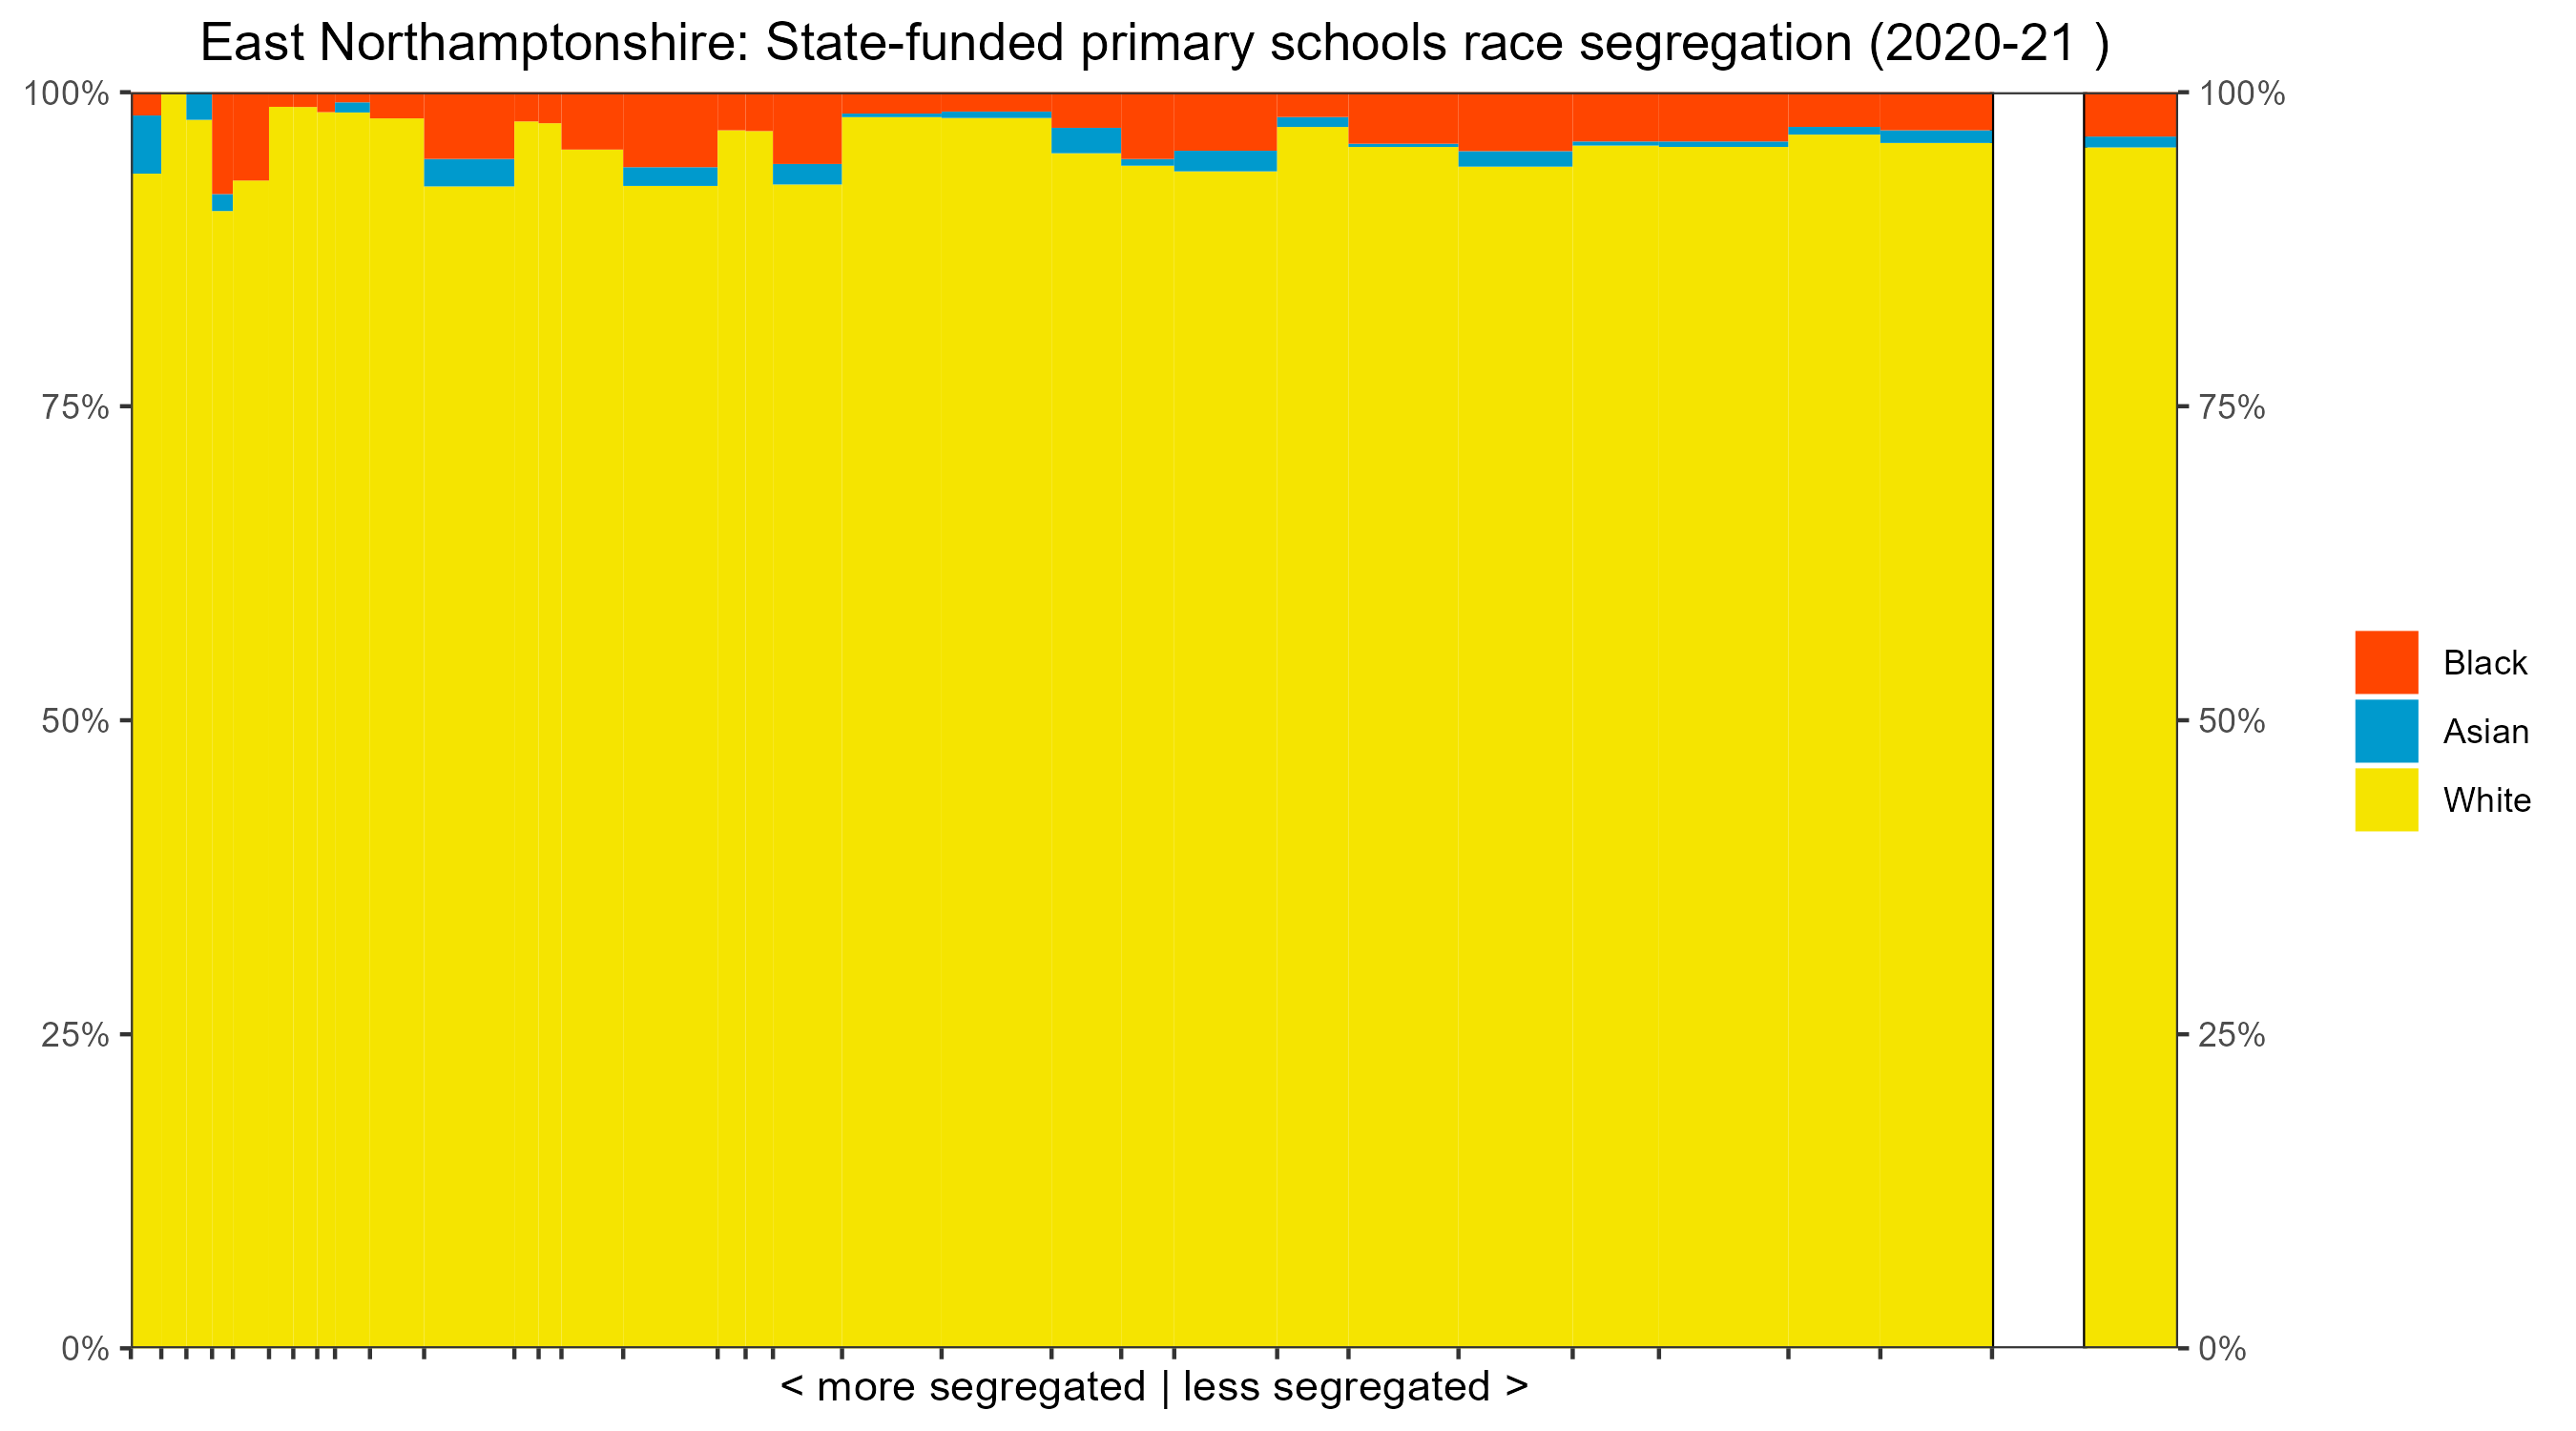 East Northamptonshire: State-funded primary schools race segregation (2020-21 )
100%
75%
50%
25%
0%
100%
75%
50%
25%
0%
Black
Asian
White
< more segregated | less segregated >